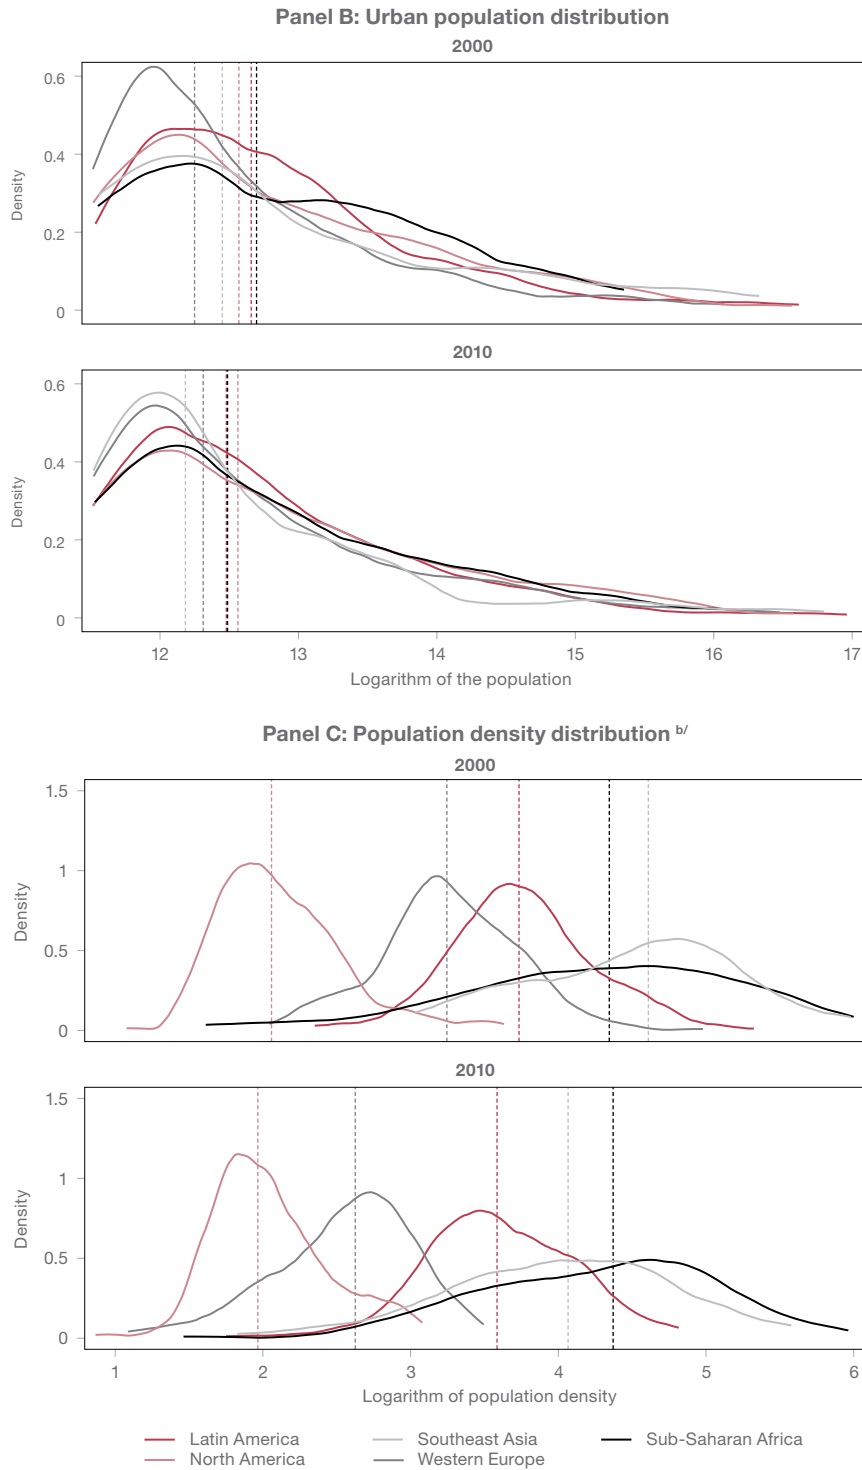 Panel B: Urban population distribution
2000
0.6
0.4
0.2
0
Density
2010
0.6
0.4
0.2
0
Density
12 13 14 15 16 17
Logarithm of the population
Panel C: Population density distribution b/
2000
1.5
1
0.5
0
Density
2010
1.5
1
0.5
0
Density
1 2 3 4 5 6
Logarithm of population density
Latin America Southeast Asia Sub-Saharan Africa
North America Western Europe